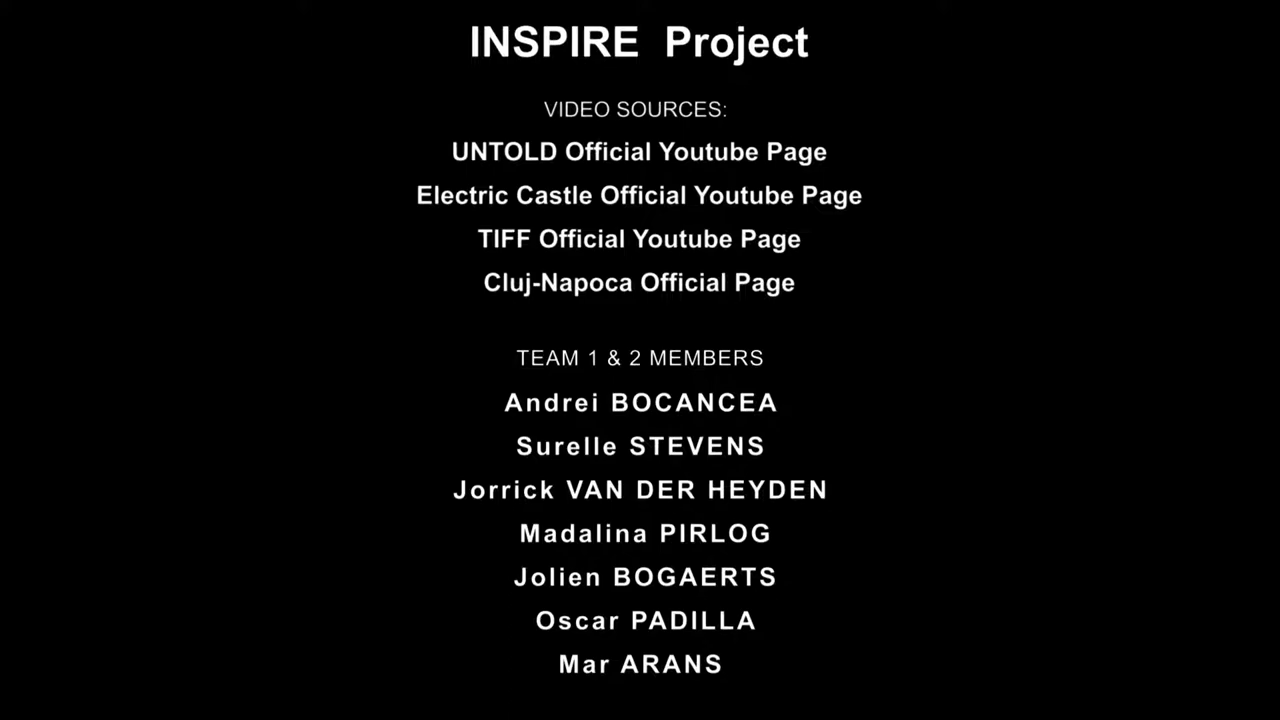 INSPIRE Project
VIDEO SOURCES:
UNTOLD Official Youtube Page
Electric Castle Official Youtube Page
TIFF Official Youtube Page
Cluj-Napoca Official Page
TEAM 1 & 2 MEMBERS
Andrei BOCANCEA
Surelle STEVENS
Jorrick VAN DER HEYDEN
Madalina PIRLOG
Jolien BOGAERTS
Oscar PADILLA
Mar ARANS